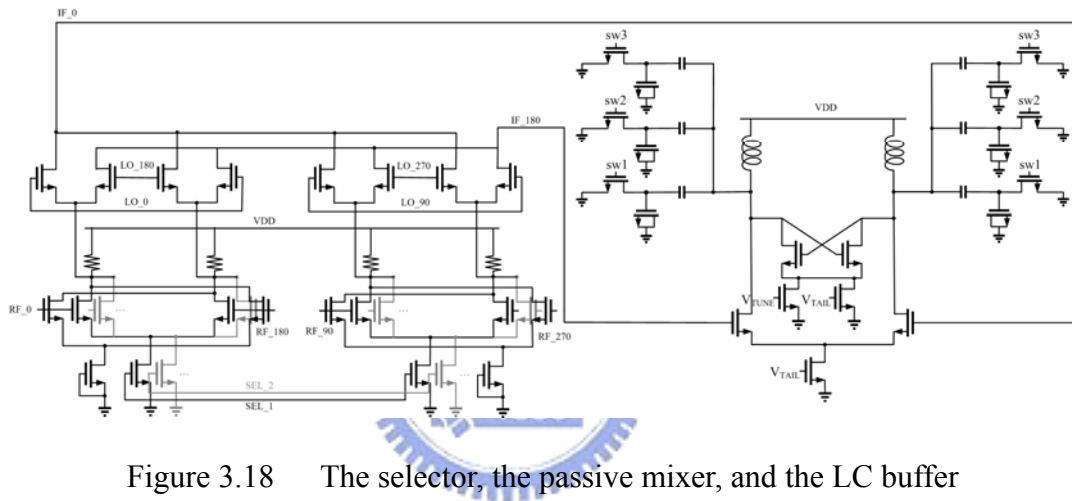 IF_0
sw3
sw3
sw2
sw2
VDD
IF_180
LO_180
LO_270
sw1
sw1
LO_0
LO_90
VDD
RF_0
...
RF_180
RF_90
...
RF_270
VTUNE
VTAIL
...
SEL_2
...
SEL_1
VTAIL
Figure 3.18 The selector, the passive mixer, and the LC buffer